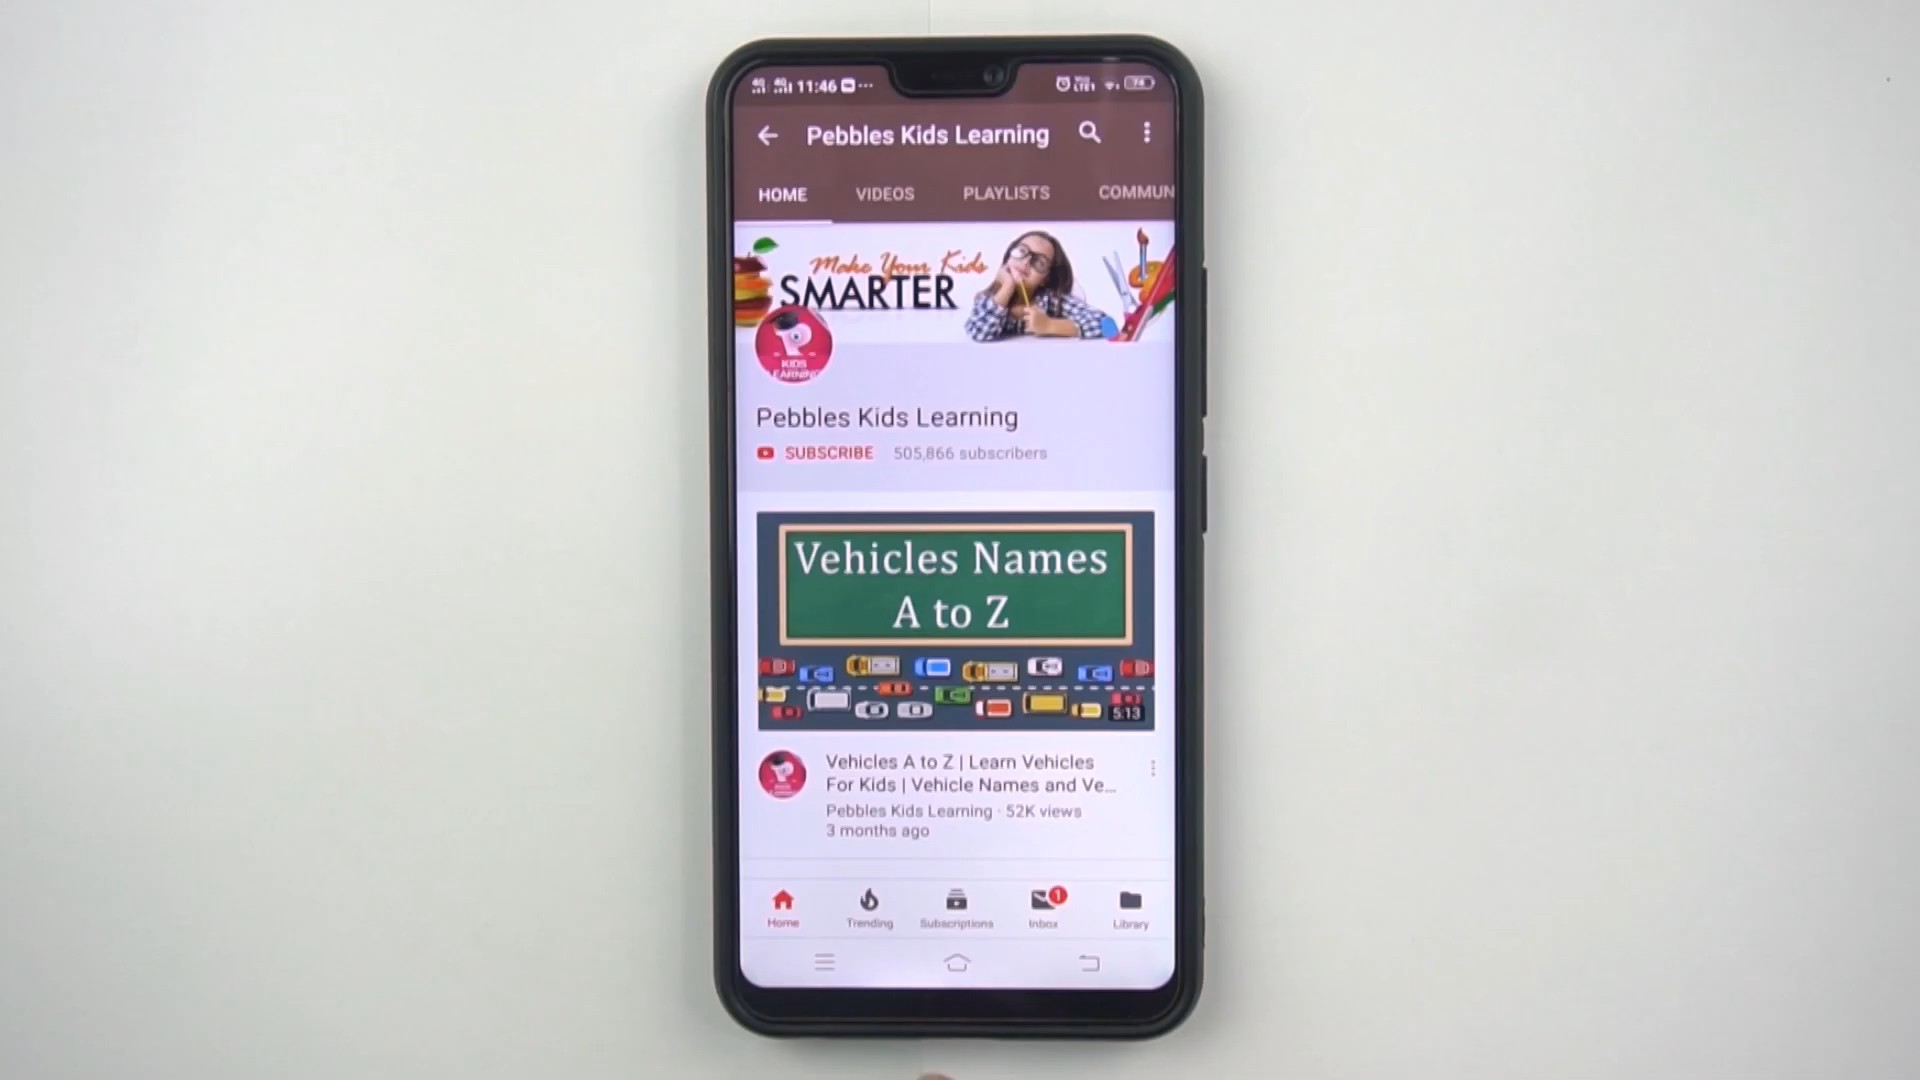 11:46
Pebbles Kids Learning
HOME VIDEOS PLAYLISTS COMMUN
Make Your Kids
SMARTER
KIDS
LEARNING
Pebbles Kids Learning
SUBSCRIBE 505,866 subscribers
Vehicles Names
A to Z
5:13
Vehicles A to Z | Learn Vehicles
For Kids | Vehicle Names and Ve...
Pebbles Kids Learning · 52K views
3 months ago
1
Home Trending Subscriptions Inbox Library